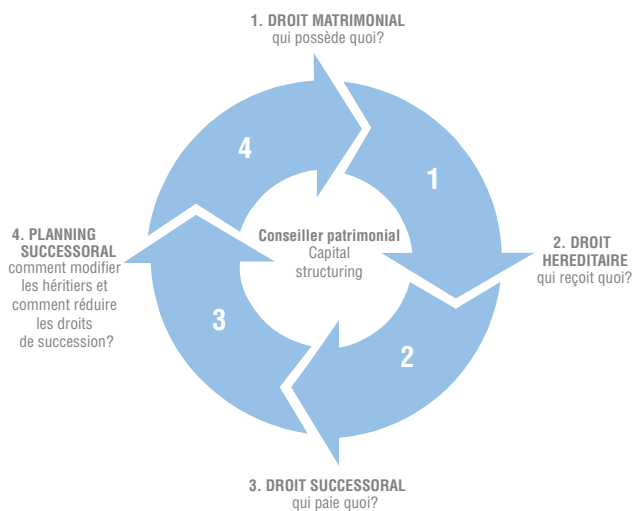 1. DROIT MATRIMONIAL
qui possède quoi?
4
1
Conseiller patrimonial
Capital
structuring
4. PLANNING
SUCCESSORAL
comment modifier
les héritiers et
comment réduire
les droits
de succession?
2. DROIT
HEREDITAIRE
qui reçoit quoi?
3
2
3. DROIT SUCCESSORAL
qui paie quoi?